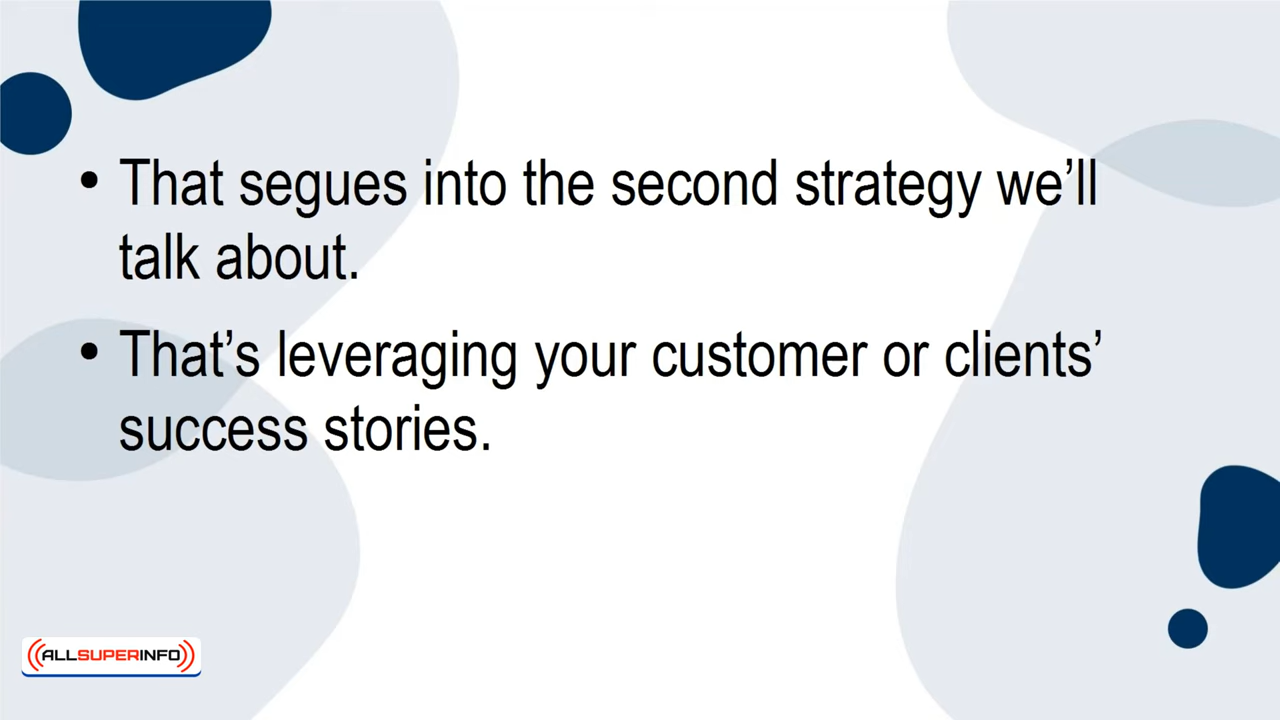 • That segues into the second strategy we’ll
talk about.
• That’s leveraging your customer or clients’
success stories.
ALLSUPERINFO